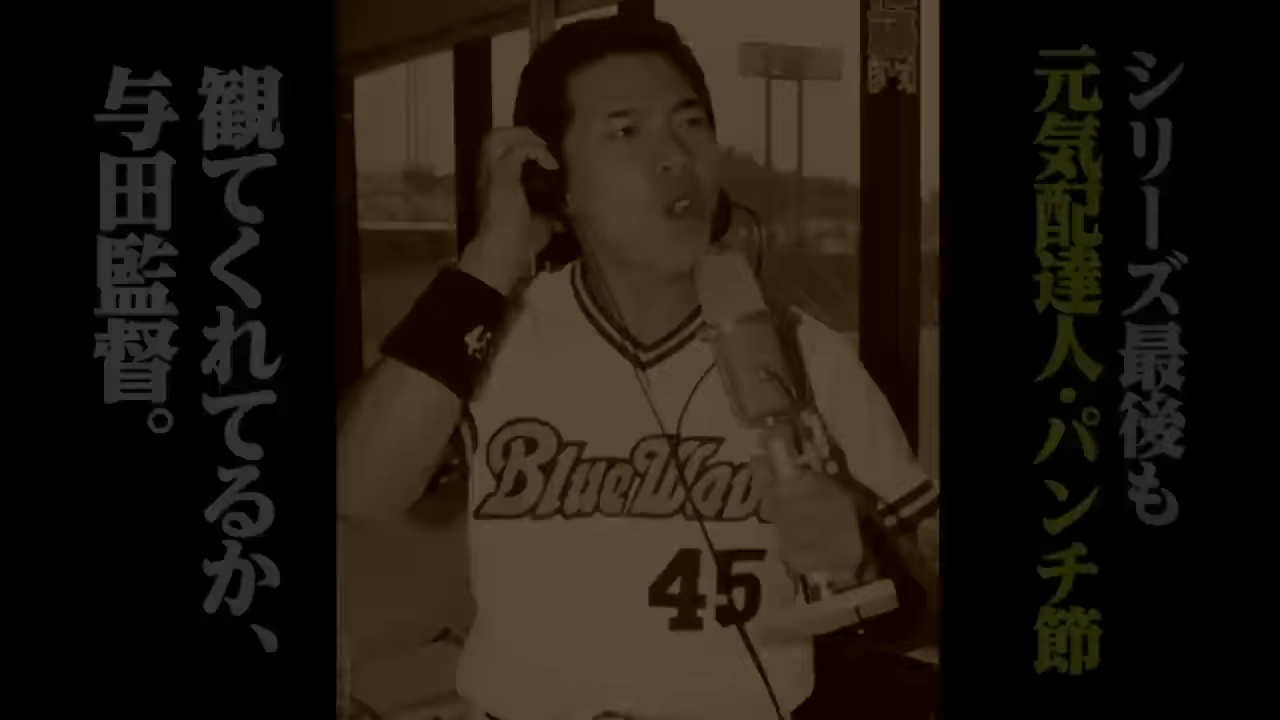 シリーズ最後も
元気配達人・パンチ節
観てくれてるか、
与田監督。
BlueWave
45